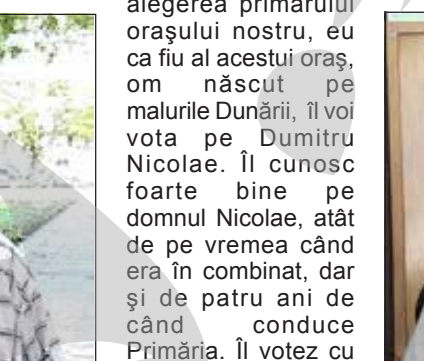 alegerea primarului
oraşului nostru, eu
ca fiu al acestui oraş,
om născut pe
malurile Dunării, îl voi
vota pe Dumitru
Nicolae. Îl cunosc
foarte bine pe
domnul Nicolae, atât
de pe vremea când
era în combinat, dar
şi de patru ani de
când conduce
Primăria. Îl votez cu